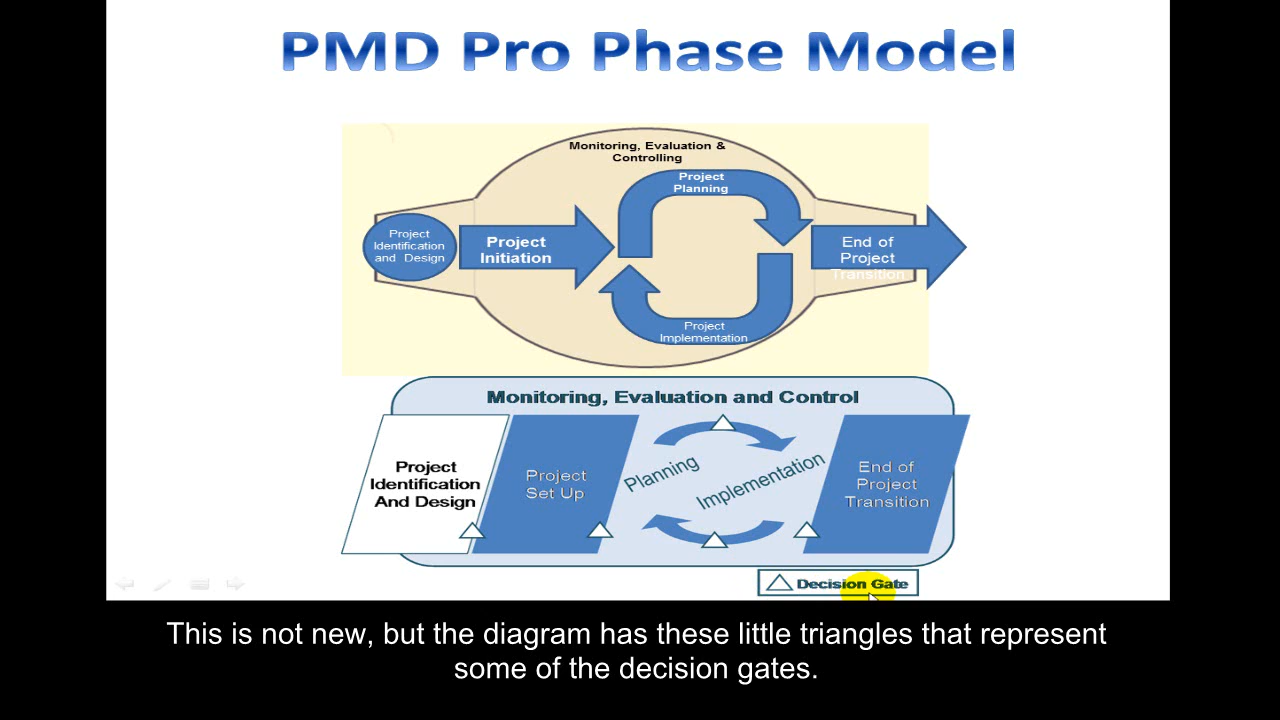 PMD Pro Phase Model
Monitoring, Evaluation &
Controlling
Project
Planning
Project
Identification
and Design
Project
Initiation
End of
Project
Transition
Project
Implementation
Monitoring, Evaluation and Control
Project
Identification
And Design
Project
Set Up
Planning
Implementation
End of
Project
Transition
Decision Gate
This is not new, but the diagram has these little triangles that represent
some of the decision gates.